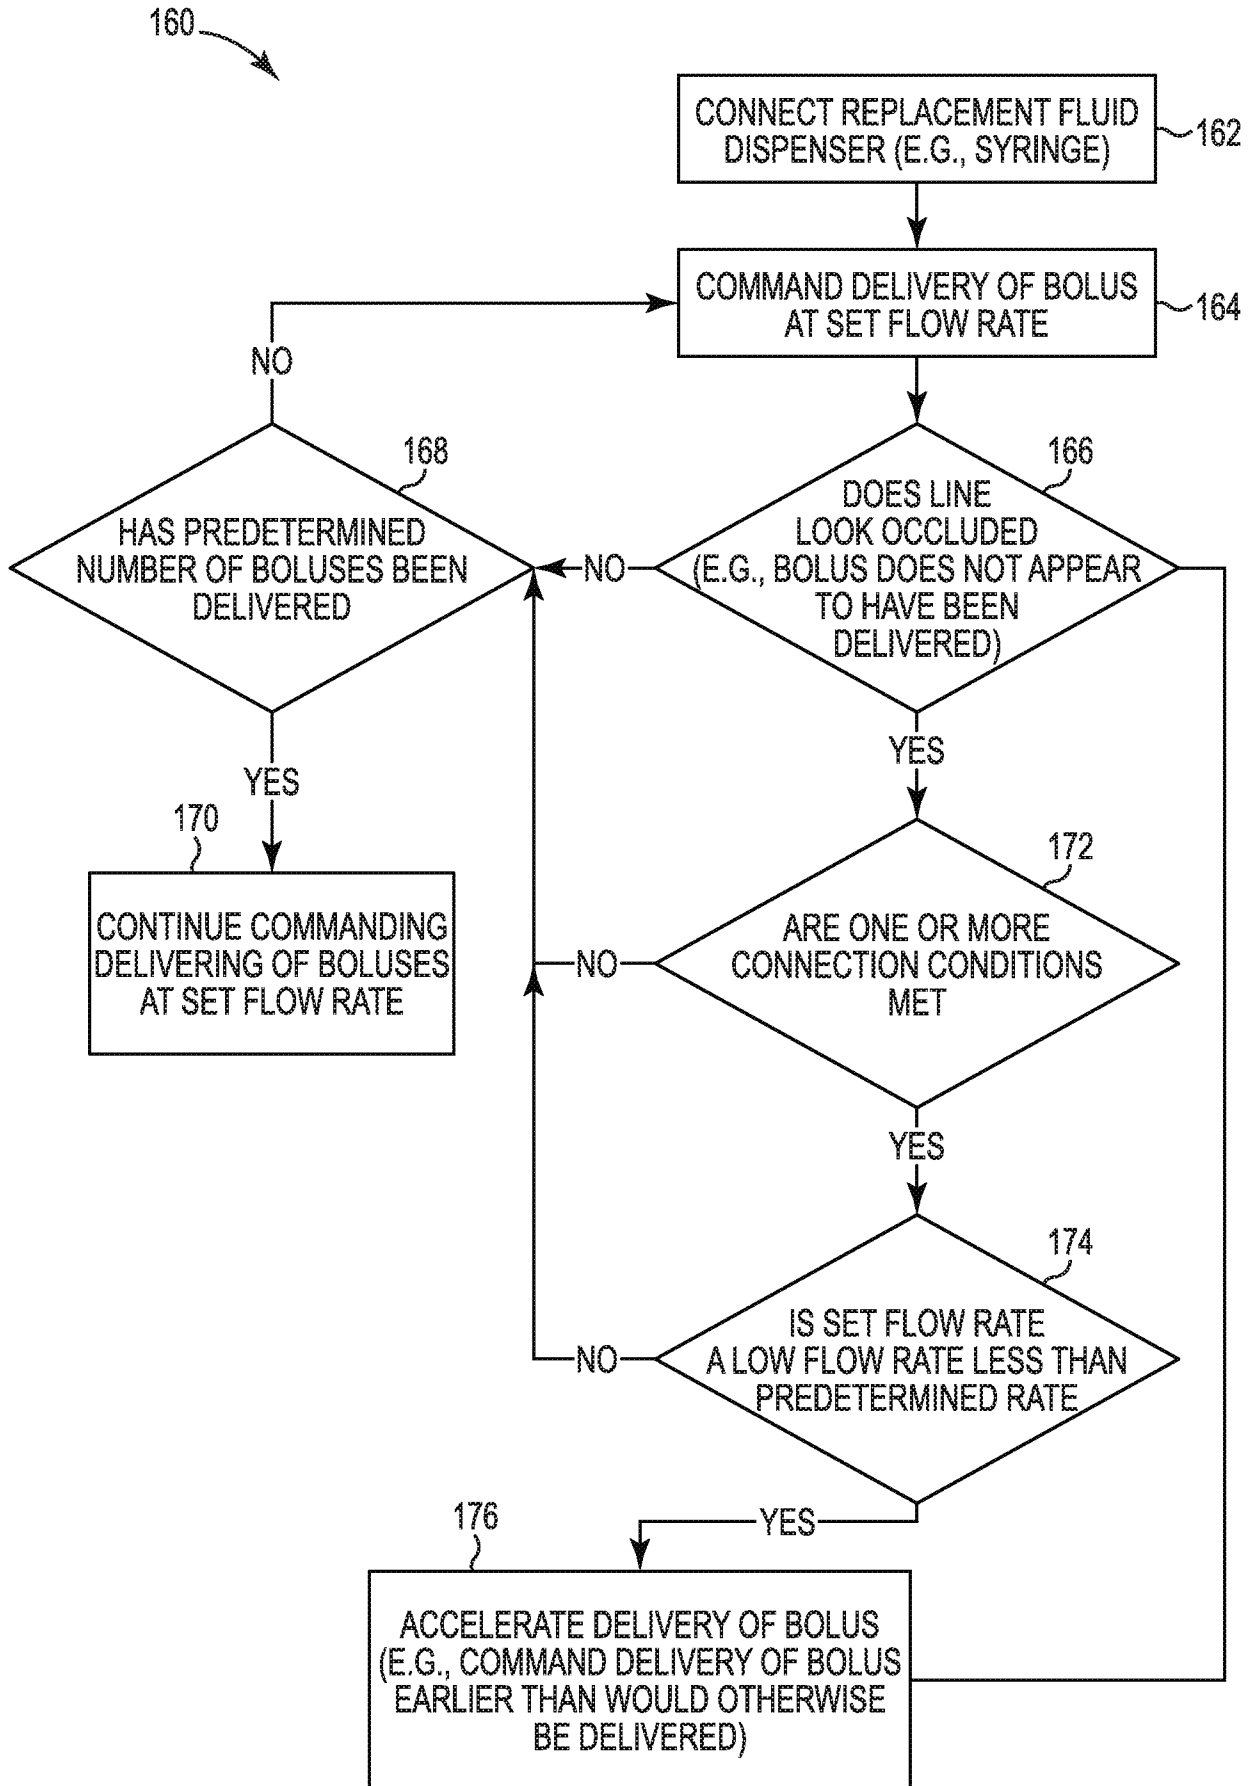 160
CONNECT REPLACEMENT FLUID
DISPENSER (E.G., SYRINGE)
162
COMMAND DELIVERY OF BOLUS
AT SET FLOW RATE
164
NO
168
HAS PREDETERMINED
NUMBER OF BOLUSES BEEN
DELIVERED
166
DOES LINE
LOOK OCCLUDED
(E.G., BOLUS DOES NOT APPEAR
TO HAVE BEEN
DELIVERED)
NO
YES
YES
170
CONTINUE COMMANDING
DELIVERING OF BOLUSES
AT SET FLOW RATE
172
ARE ONE OR MORE
CONNECTION CONDITIONS
MET
NO
YES
174
IS SET FLOW RATE
A LOW FLOW RATE LESS THAN
PREDETERMINED RATE
NO
YES
176
ACCELERATE DELIVERY OF BOLUS
(E.G., COMMAND DELIVERY OF BOLUS
EARLIER THAN WOULD OTHERWISE
BE DELIVERED)